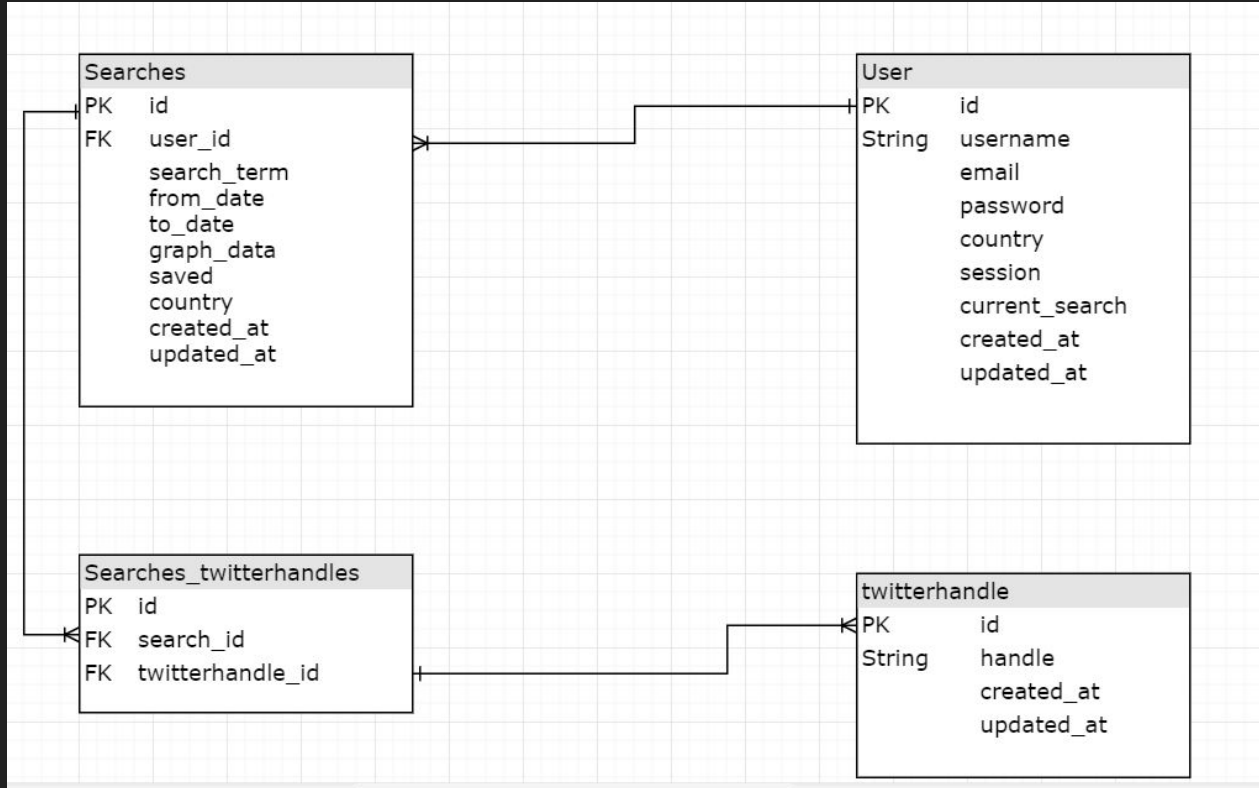 Searches
PK id
FK user_id
search_term
from_date
to_date
graph_data
saved
country
created_at
updated_at
User
PK id
String username
email
password
country
session
current_search
created_at
updated_at
Searches_twitterhandles
PK id
FK search_id
FK twitterhandle_id
twitterhandle
PK id
String handle
created_at
updated_at